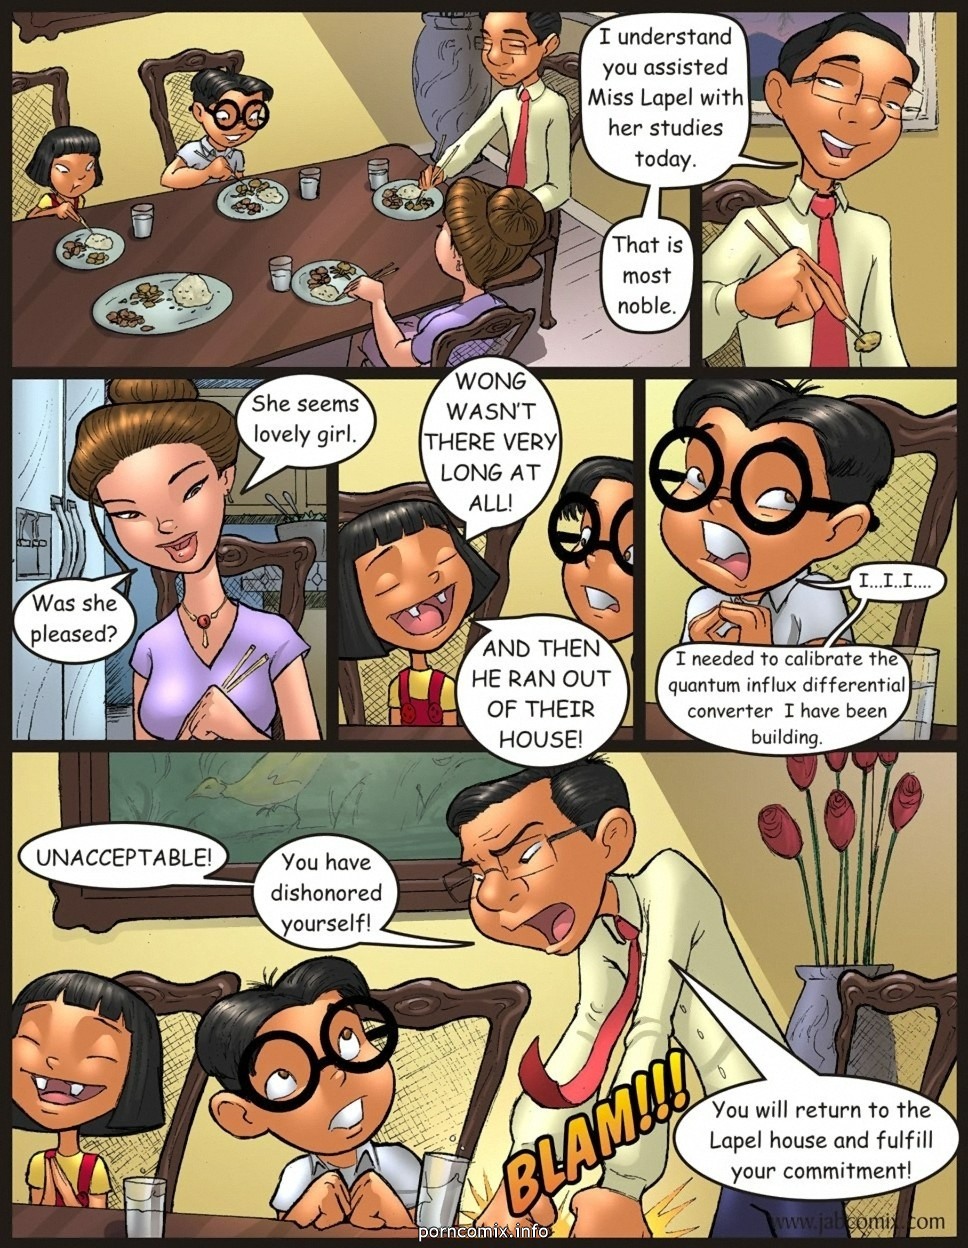 I understand
you assisted
Miss Lapel with
her studies
today.
That is
most
noble.
She seems
lovely girl.
Was she
pleased?
WONG
WASN'T
THERE VERY
LONG AT
ALL!
AND THEN
HE RAN OUT
OF THEIR
HOUSE!
I...I..I....
I needed to calibrate the
quantum influx differential
converter I have been
building.
UNACCEPTABLE!
You have
dishonored
yourself!
BLAM!!!
You will return to the
Lapel house and fulfill
your commitment!
www.jabcomix.com
porncomix.info